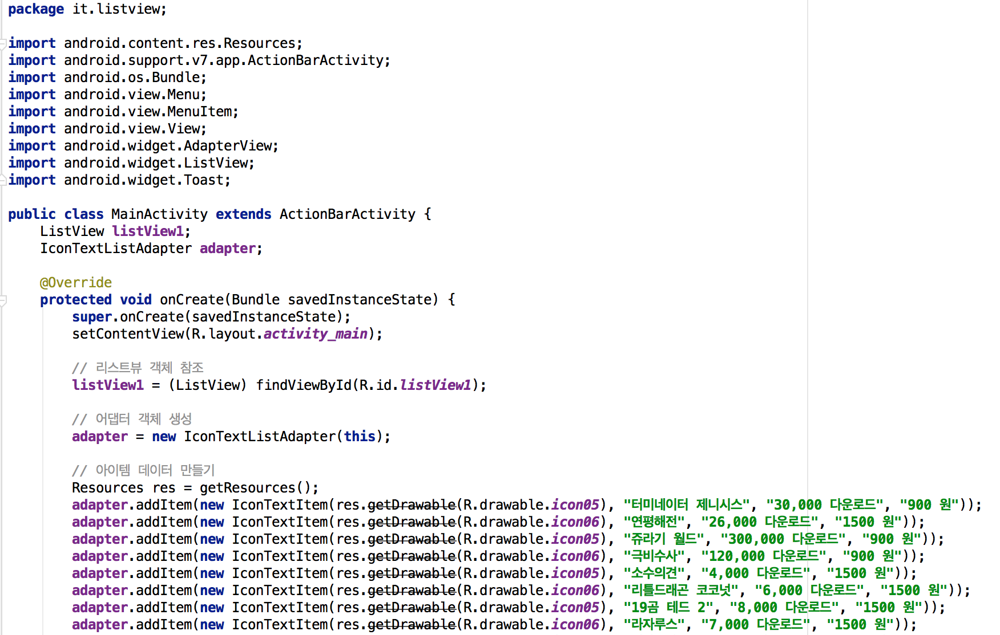 package it.listview;
import android.content.res.Resources;
import android.support.v7.app.ActionBarActivity;
import android.os.Bundle;
import android.view.Menu;
import android.view.MenuItem;
import android.view.View;
import android.widget.AdapterView;
import android.widget.ListView;
import android.widget.Toast;
public class MainActivity extends ActionBarActivity {
ListView listView1;
IconTextListAdapter adapter;
@Override
protected void onCreate(Bundle savedInstanceState) {
super.onCreate(savedInstanceState);
setContentView(R.layout.activity_main);
// 리스트뷰 객체 참조
listView1 = (ListView) findViewById(R.id.listView1);
// 어댑터 객체 생성
adapter = new IconTextListAdapter(this);
// 아이템 데이터 만들기
Resources res = getResources();
adapter.addItem(new IconTextItem(res.getDrawable(R.drawable.icon05), "터미네이터 제니시스", "30,000 다운로드", "900 원"));
adapter.addItem(new IconTextItem(res.getDrawable(R.drawable.icon06), "연평해전", "26,000 다운로드", "1500 원"));
adapter.addItem(new IconTextItem(res.getDrawable(R.drawable.icon05), "쥬라기 월드", "300,000 다운로드", "900 원"));
adapter.addItem(new IconTextItem(res.getDrawable(R.drawable.icon06), "극비수사", "120,000 다운로드", "900 원"));
adapter.addItem(new IconTextItem(res.getDrawable(R.drawable.icon05), "소수의견", "4,000 다운로드", "1500 원"));
adapter.addItem(new IconTextItem(res.getDrawable(R.drawable.icon06), "리틀드래곤 코코넛", "6,000 다운로드", "1500 원"));
adapter.addItem(new IconTextItem(res.getDrawable(R.drawable.icon05), "19곰 테드 2", "8,000 다운로드", "1500 원"));
adapter.addItem(new IconTextItem(res.getDrawable(R.drawable.icon06), "라자루스", "7,000 다운로드", "1500 원"));